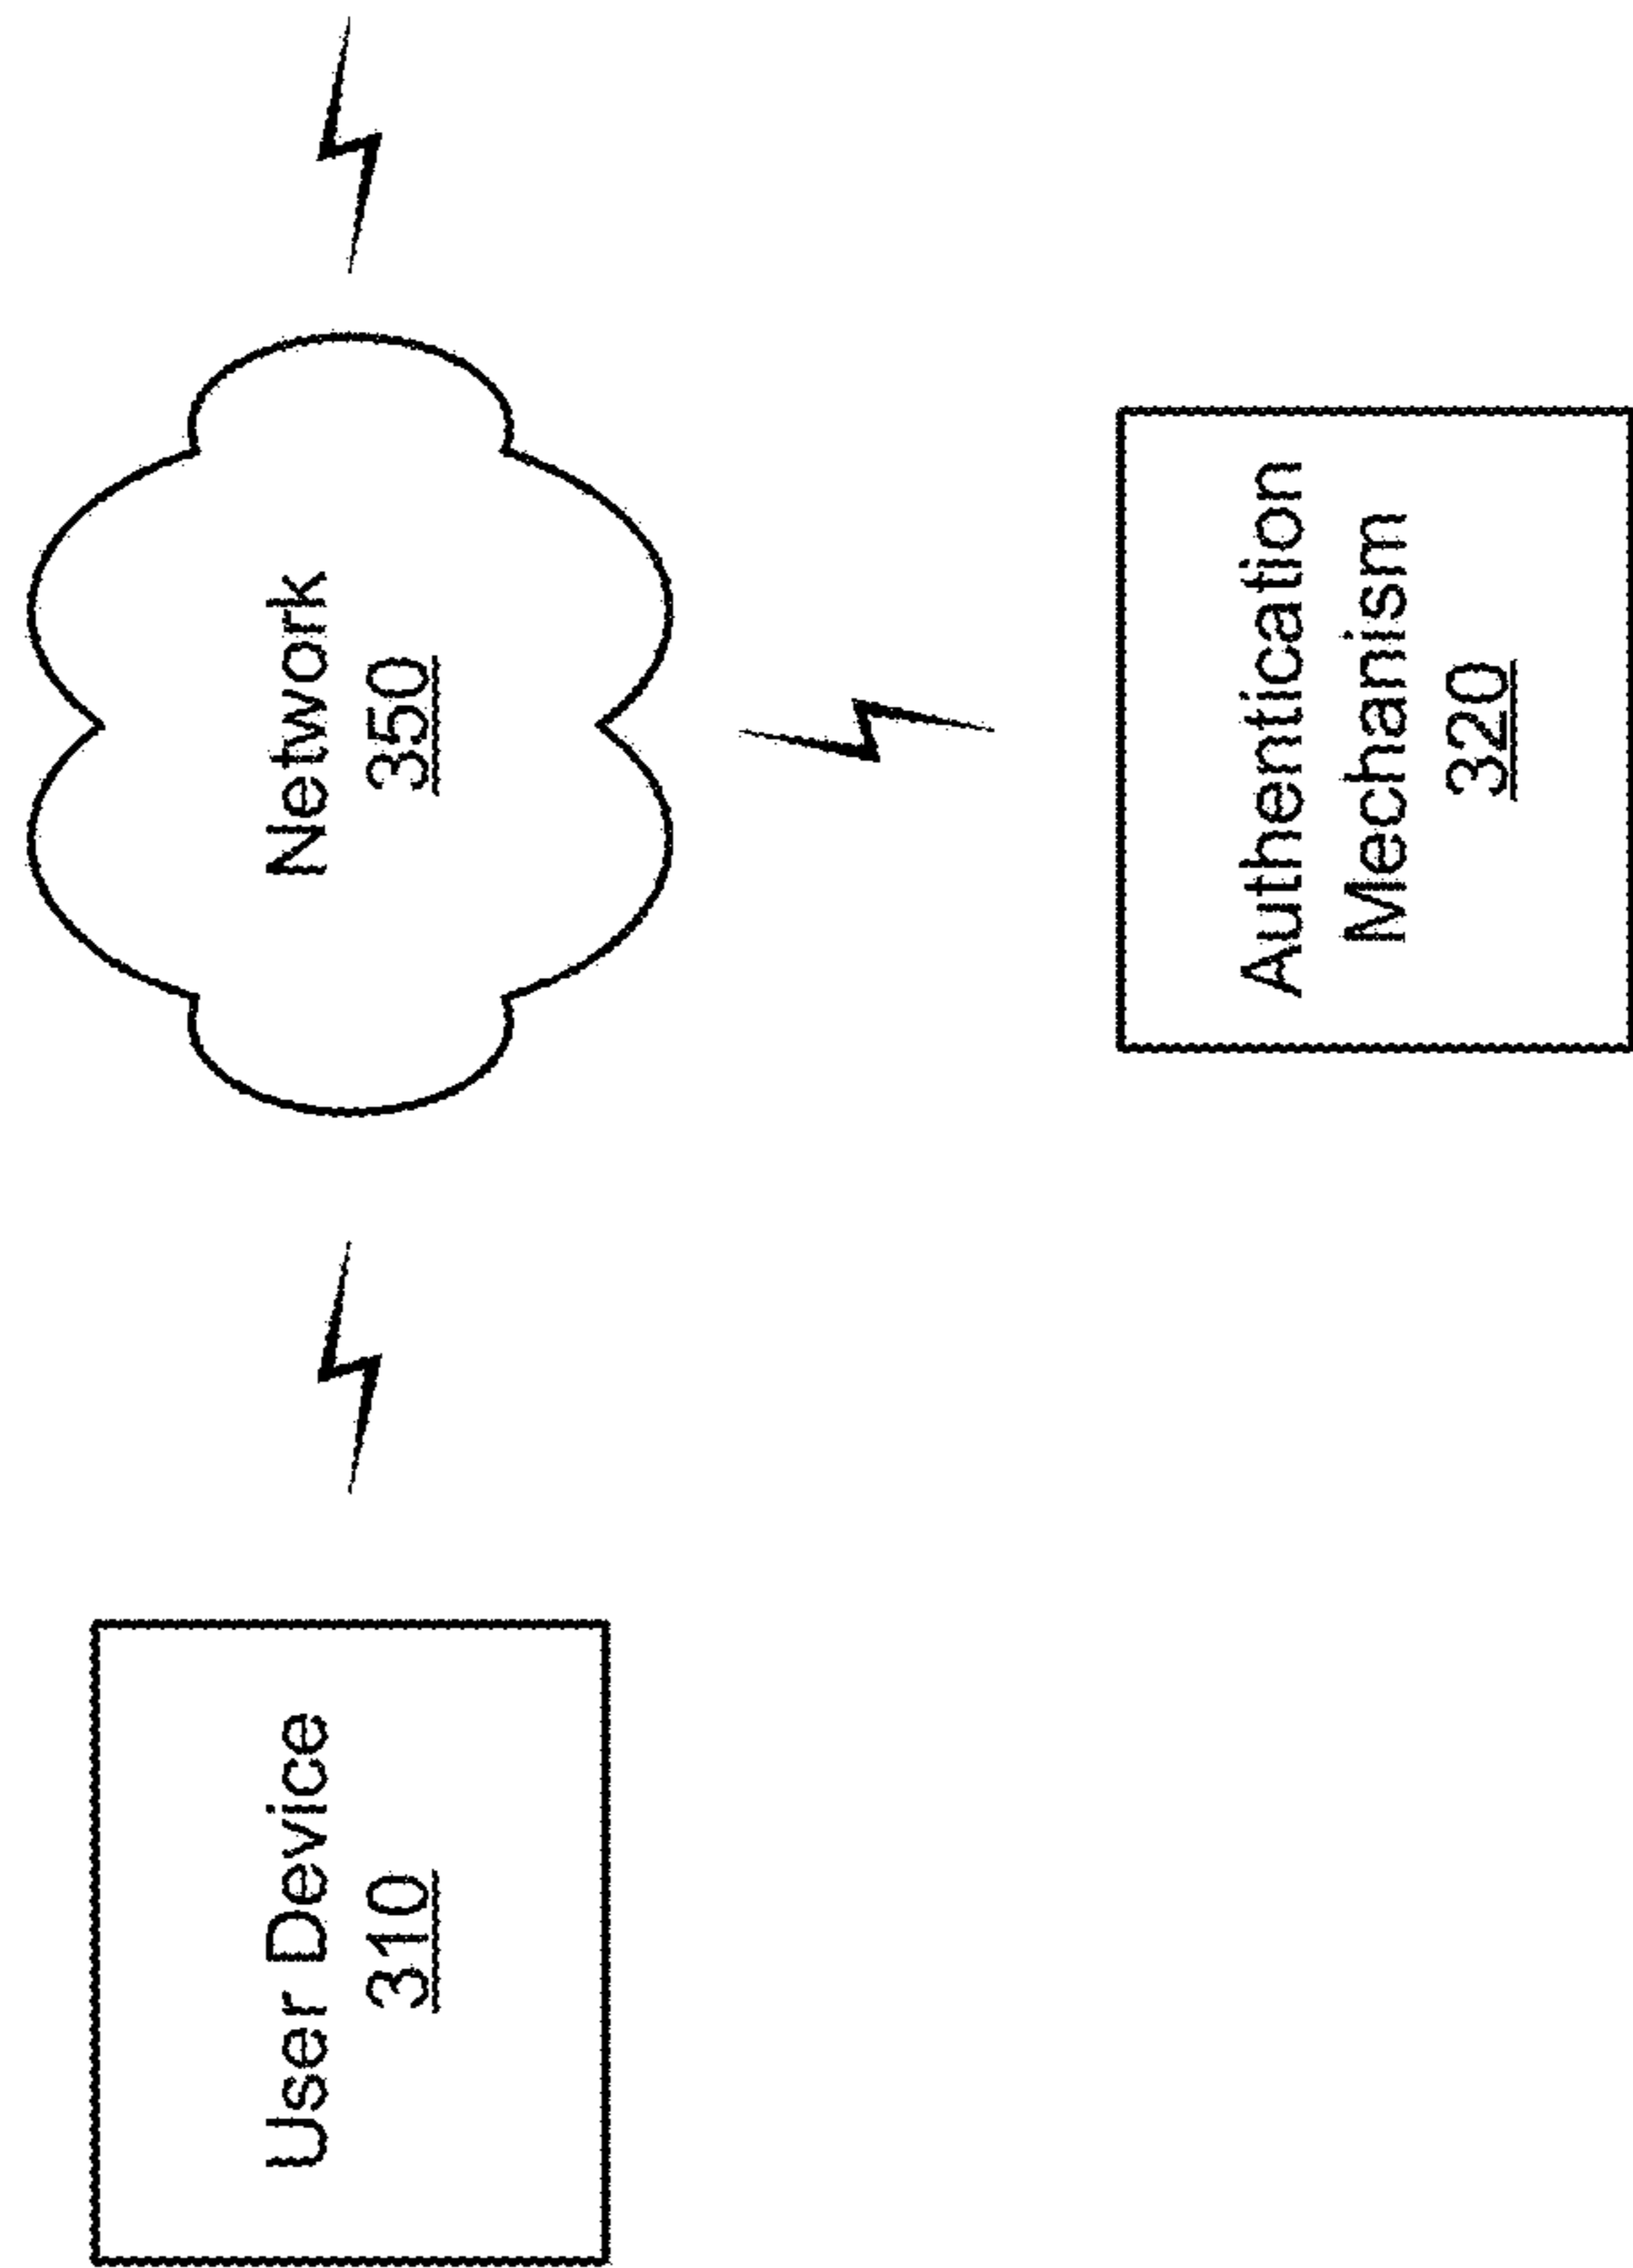 User Device
310
Network
350
Authentication
Mechanism
320